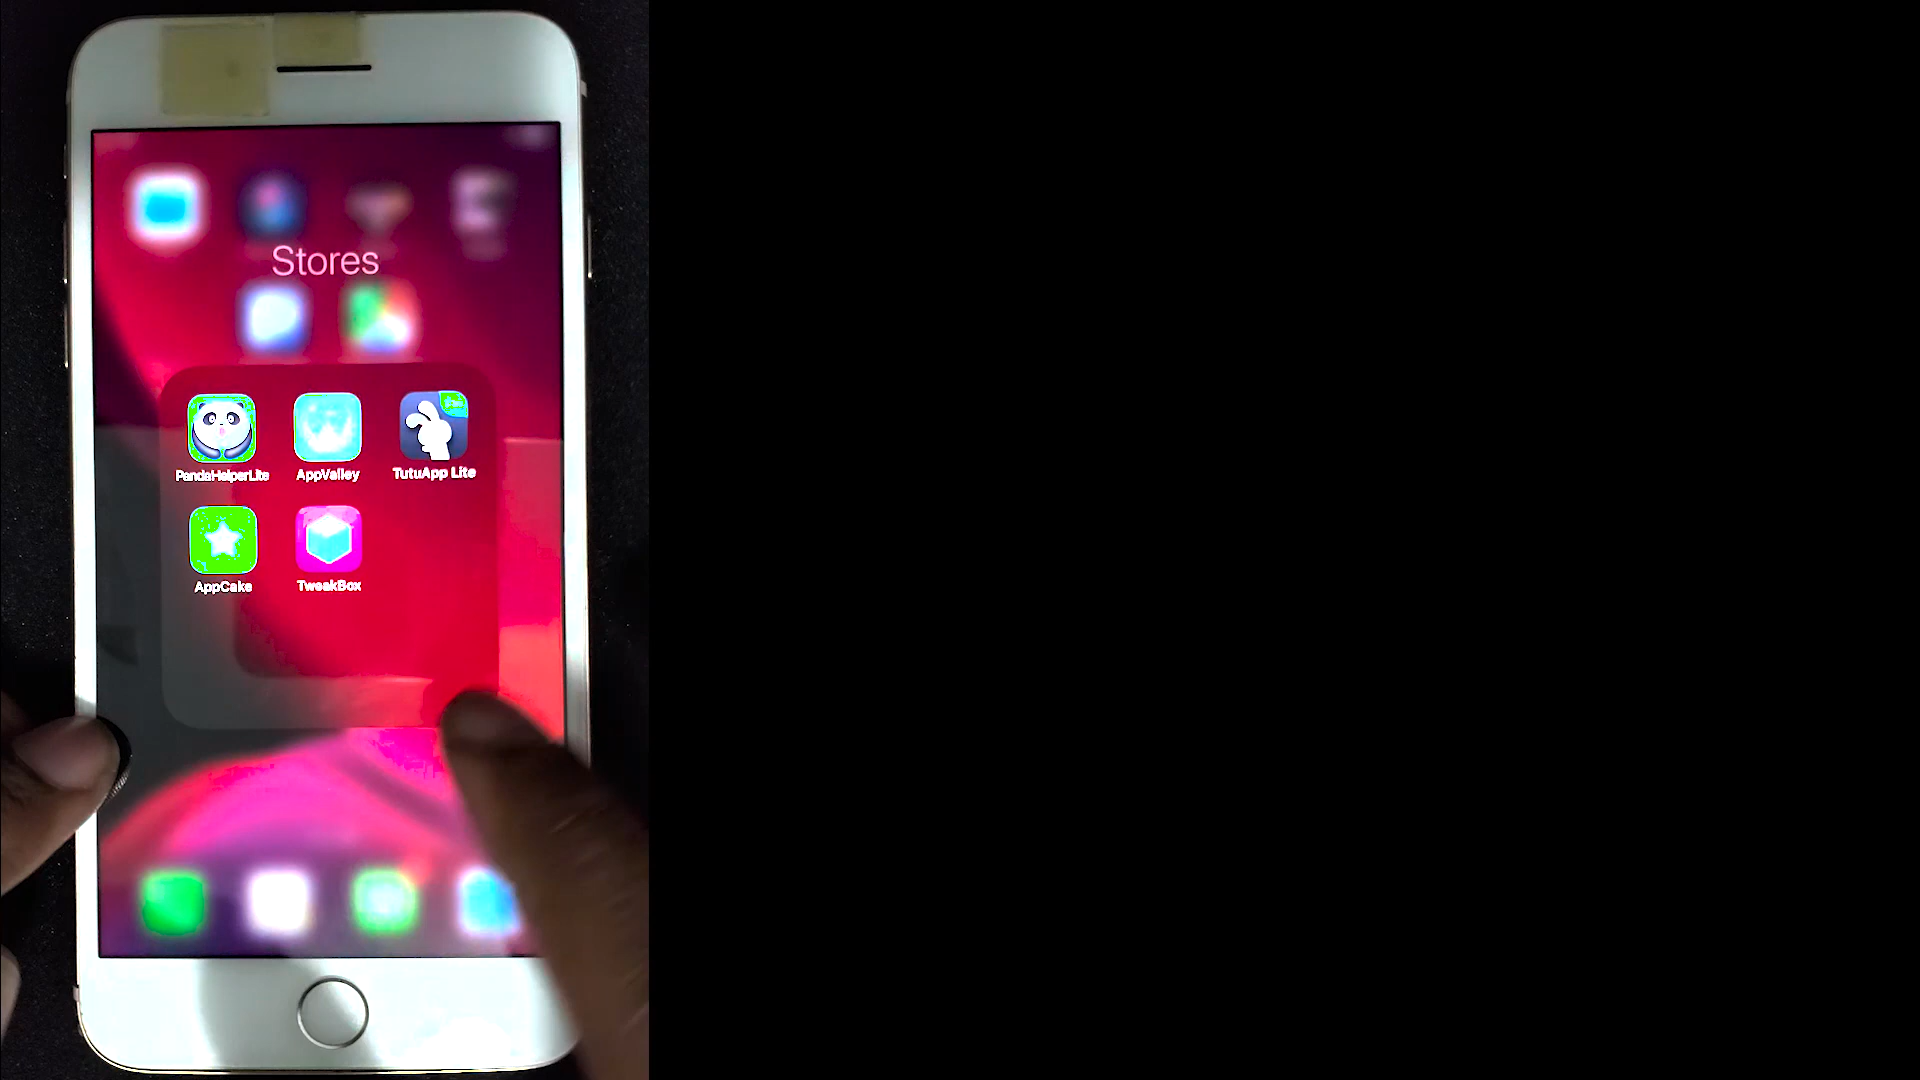 Stores
PandaHelperLite
AppValley
TutuApp Lite
AppCake
TweakBox